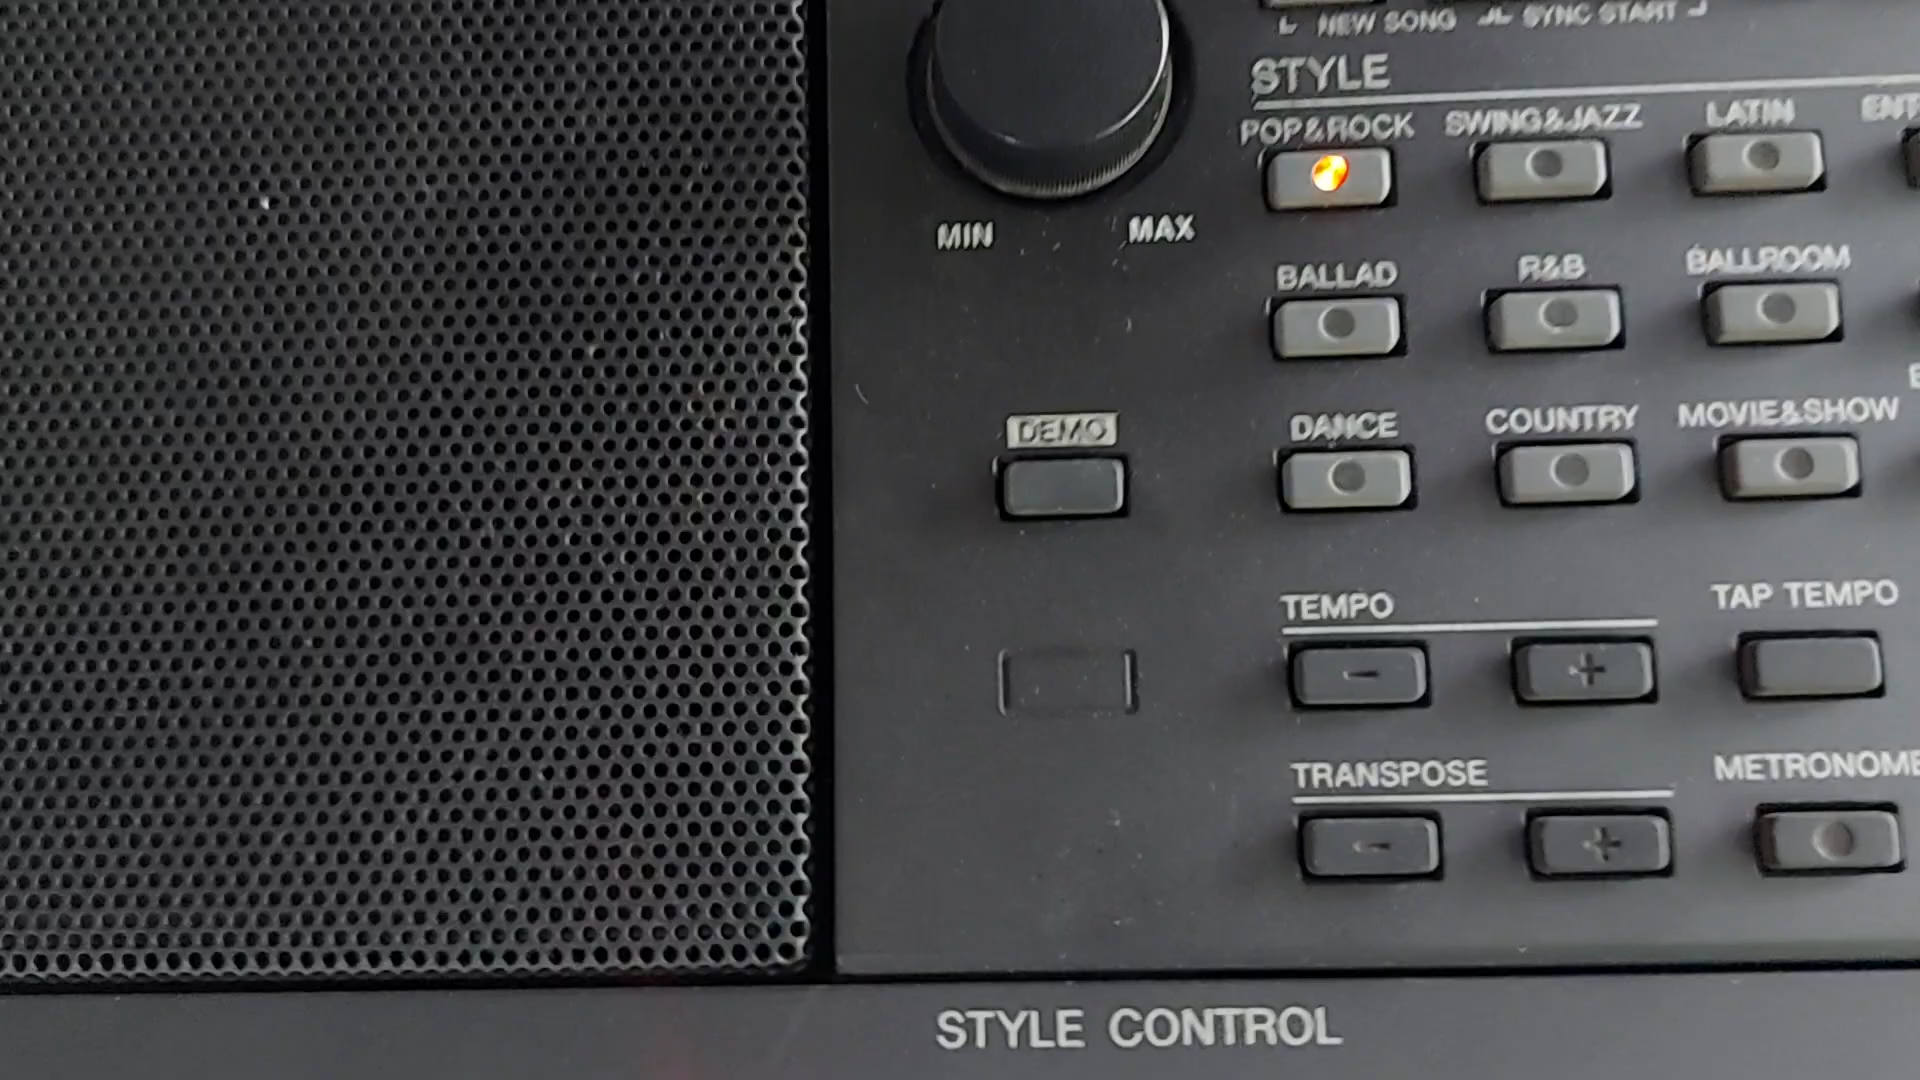 NEW SONG SYNC START
STYLE
POP&ROCK SWING&JAZZ LATIN
MIN MAX
BALLAD R&B BALLROOM
DEMO
DANCE COUNTRY MOVIE&SHOW
TEMPO TAP TEMPO
- +
TRANSPOSE METRONOME
- +
STYLE CONTROL